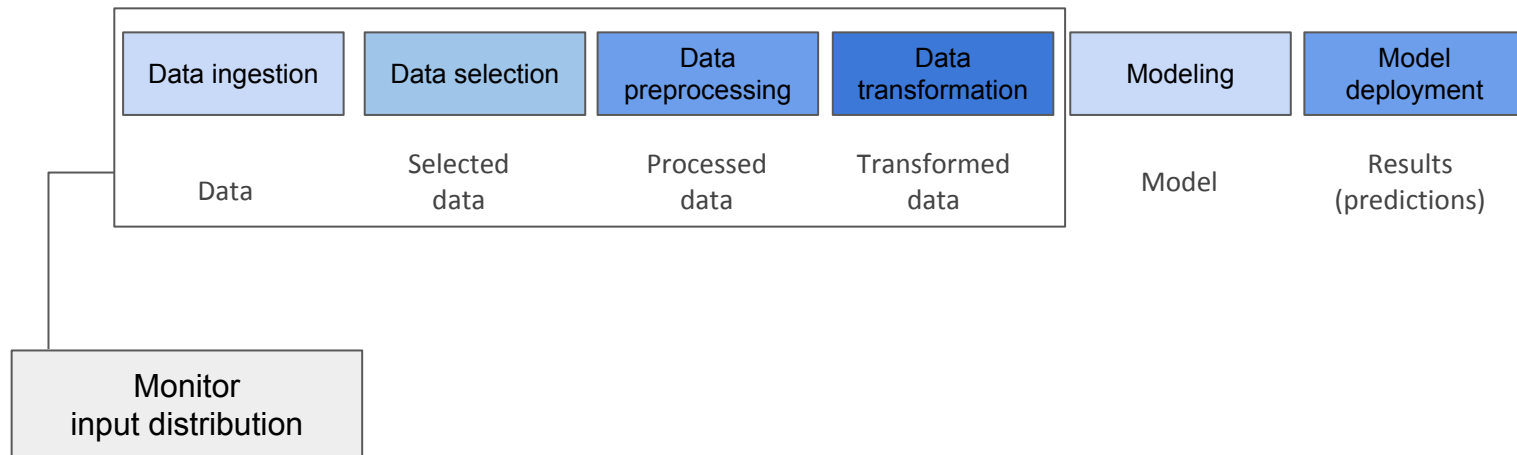 Data ingestion
Data selection
Data
preprocessing
Data
transformation
Modeling
Model
deployment
Data
Selected
data
Processed
data
Transformed
data
Model
Results
(predictions)
Monitor
input distribution